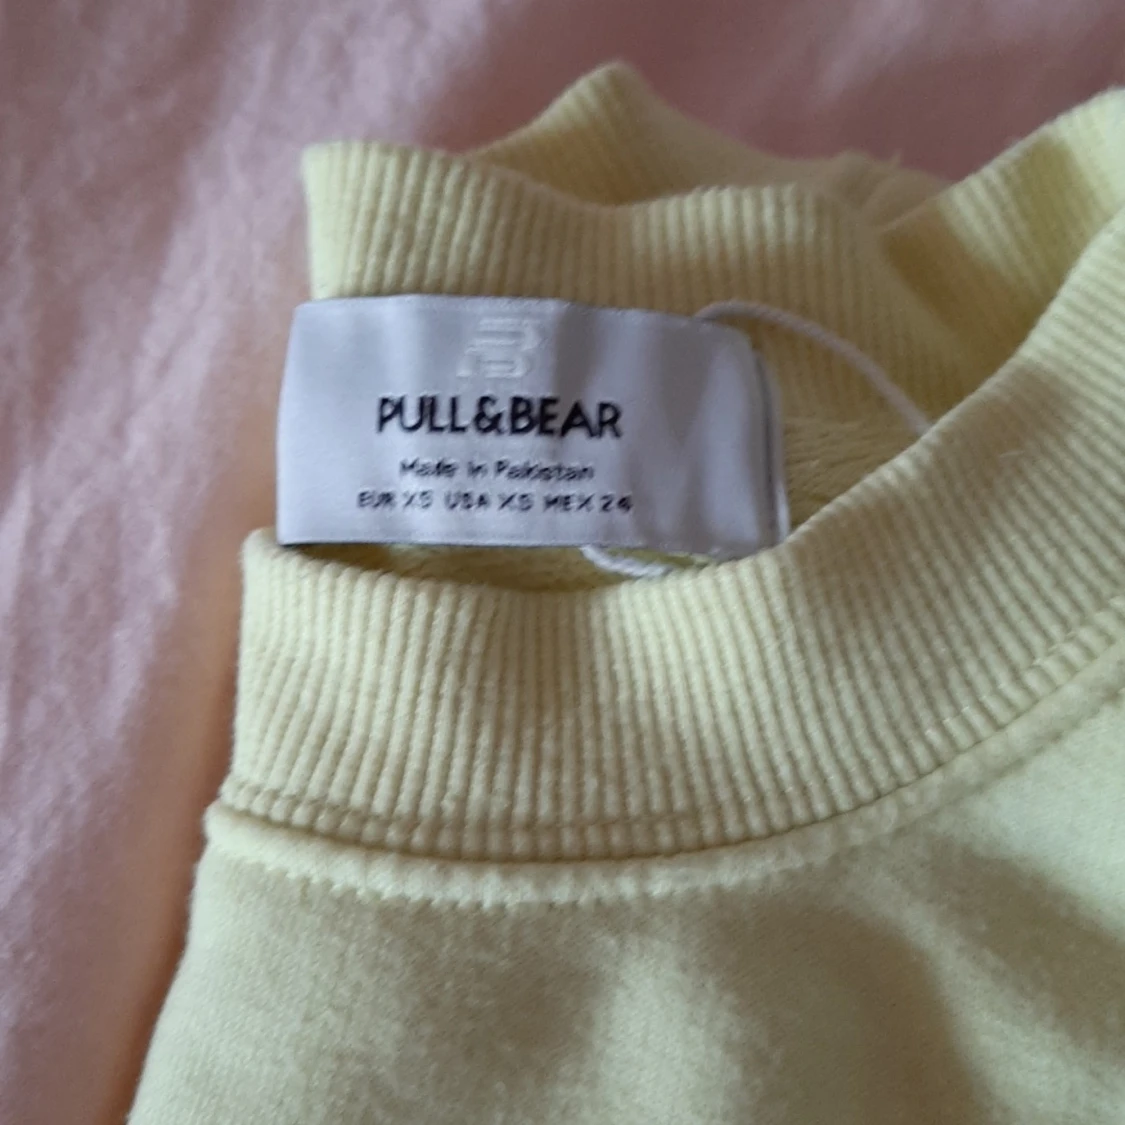 PULL&BEAR
Made in Pakistan
EUR XS USA XS MEX 24